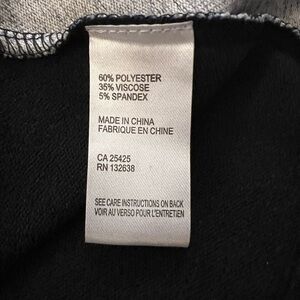 60% POLYESTER
35% VISCOSE
5% SPANDEX
MADE IN CHINA
FABRIQUE EN CHINE
CA 25425
RN 132638
SEE CARE INSTRUCTIONS ON BACK
VOIR AU VERSO POUR L'ENTRETIEN